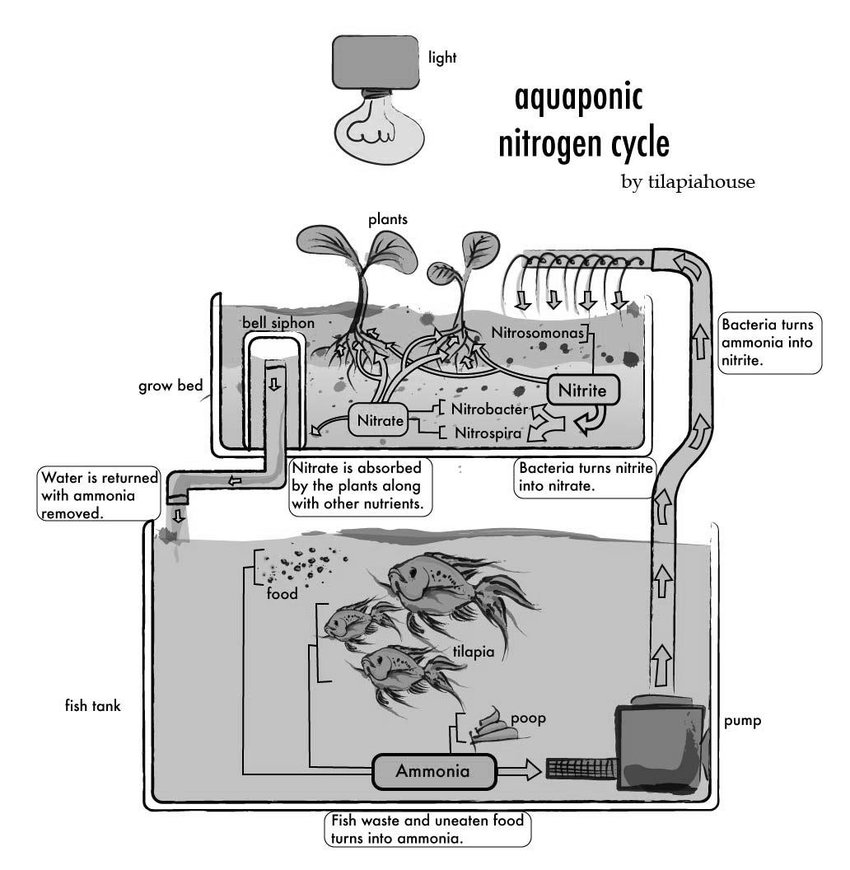 light
aquaponic
nitrogen cycle
by tilapiahouse
plants
bell siphon
Nitrosomonas
Bacteria turns
ammonia into
nitrite.
grow bed
Nitrite
Nitrate
Nitrobacter
Nitrospira
Water is returned
with ammonia
removed.
Nitrate is absorbed
by the plants along
with other nutrients.
Bacteria turns nitrite
into nitrate.
food
tilapia
fish tank
poop
pump
Ammonia
Fish waste and uneaten food
turns into ammonia.